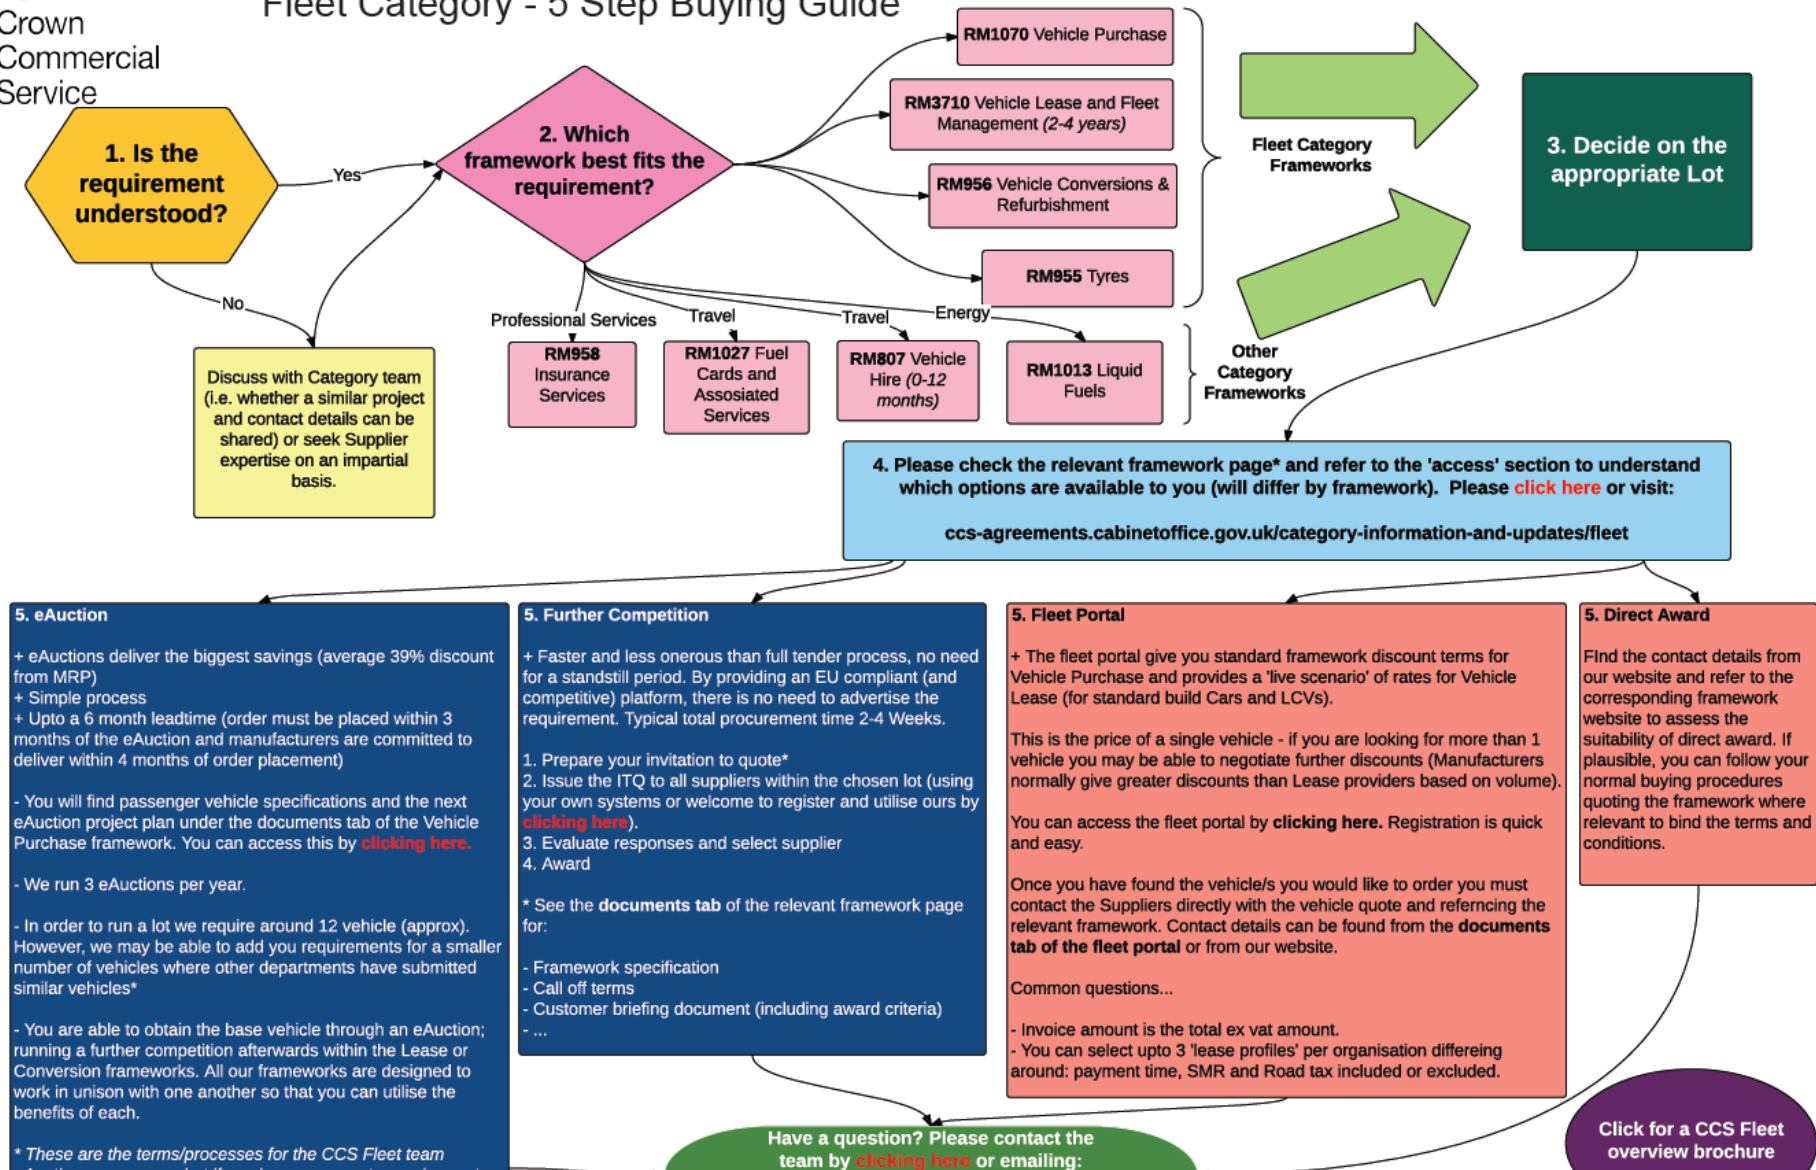 Fleet Category - 5 Step Buying Guide
Crown
Commercial
Service
1. Is the
requirement
understood?
Yes
No
Discuss with Category team
(i.e. whether a similar project
and contact details can be
shared) or seek Supplier
expertise on an impartial
basis.
2. Which
framework best fits the
requirement?
RM1070 Vehicle Purchase
RM3710 Vehicle Lease and Fleet
Management (2-4 years)
RM956 Vehicle Conversions &
Refurbishment
RM955 Tyres
Fleet Category
Frameworks
Professional Services
Travel
Travel
Energy
RM958
Insurance
Services
RM1027 Fuel
Cards and
Assosiated
Services
RM807 Vehicle
Hire (0-12
months)
RM1013 Liquid
Fuels
Other
Category
Frameworks
3. Decide on the
appropriate Lot
4. Please check the relevant framework page* and refer to the 'access' section to understand
which options are available to you (will differ by framework).  Please click here or visit:
ccs-agreements.cabinetoffice.gov.uk/category-information-and-updates/fleet
5. eAuction
+ eAuctions deliver the biggest savings (average 39% discount
from MRP)
+ Simple process
+ Upto a 6 month leadtime (order must be placed within 3
months of the eAuction and manufacturers are committed to
deliver within 4 months of order placement)
- You will find passenger vehicle specifications and the next
eAuction project plan under the documents tab of the Vehicle
Purchase framework. You can access this by clicking here.
- We run 3 eAuctions per year.
- In order to run a lot we require around 12 vehicle (approx).
However, we may be able to add you requirements for a smaller
number of vehicles where other departments have submitted
similar vehicles*
- You are able to obtain the base vehicle through an eAuction;
running a further competition afterwards within the Lease or
Conversion frameworks. All our frameworks are designed to
work in unison with one another so that you can utilise the
benefits of each.
* These are the terms/processes for the CCS Fleet team
5. Further Competition
+ Faster and less onerous than full tender process, no need
for a standstill period. By providing an EU compliant (and
competitive) platform, there is no need to advertise the
requirement. Typical total procurement time 2-4 Weeks.
1. Prepare your invitation to quote*
2. Issue the ITQ to all suppliers within the chosen lot (using
your own systems or welcome to register and utilise ours by
clicking here).
3. Evaluate responses and select supplier
4. Award
* See the documents tab of the relevant framework page
for:
- Framework specification
- Call off terms
- Customer briefing document (including award criteria)
- ...
5. Fleet Portal
+ The fleet portal give you standard framework discount terms for
Vehicle Purchase and provides a 'live scenario' of rates for Vehicle
Lease (for standard build Cars and LCVs).
This is the price of a single vehicle - if you are looking for more than 1
vehicle you may be able to negotiate further discounts (Manufacturers
normally give greater discounts than Lease providers based on volume).
You can access the fleet portal by clicking here. Registration is quick
and easy.
Once you have found the vehicle/s you would like to order you must
contact the Suppliers directly with the vehicle quote and referncing the
relevant framework. Contact details can be found from the documents
tab of the fleet portal or from our website.
Common questions...
- Invoice amount is the total ex vat amount.
- You can select upto 3 'lease profiles' per organisation differeing
around: payment time, SMR and Road tax included or excluded.
5. Direct Award
FInd the contact details from
our website and refer to the
corresponding framework
website to assess the
suitability of direct award. If
plausible, you can follow your
normal buying procedures
quoting the framework where
relevant to bind the terms and
conditions.
Have a question? Please contact the
team by clicking here or emailing:
Click for a CCS Fleet
overview brochure